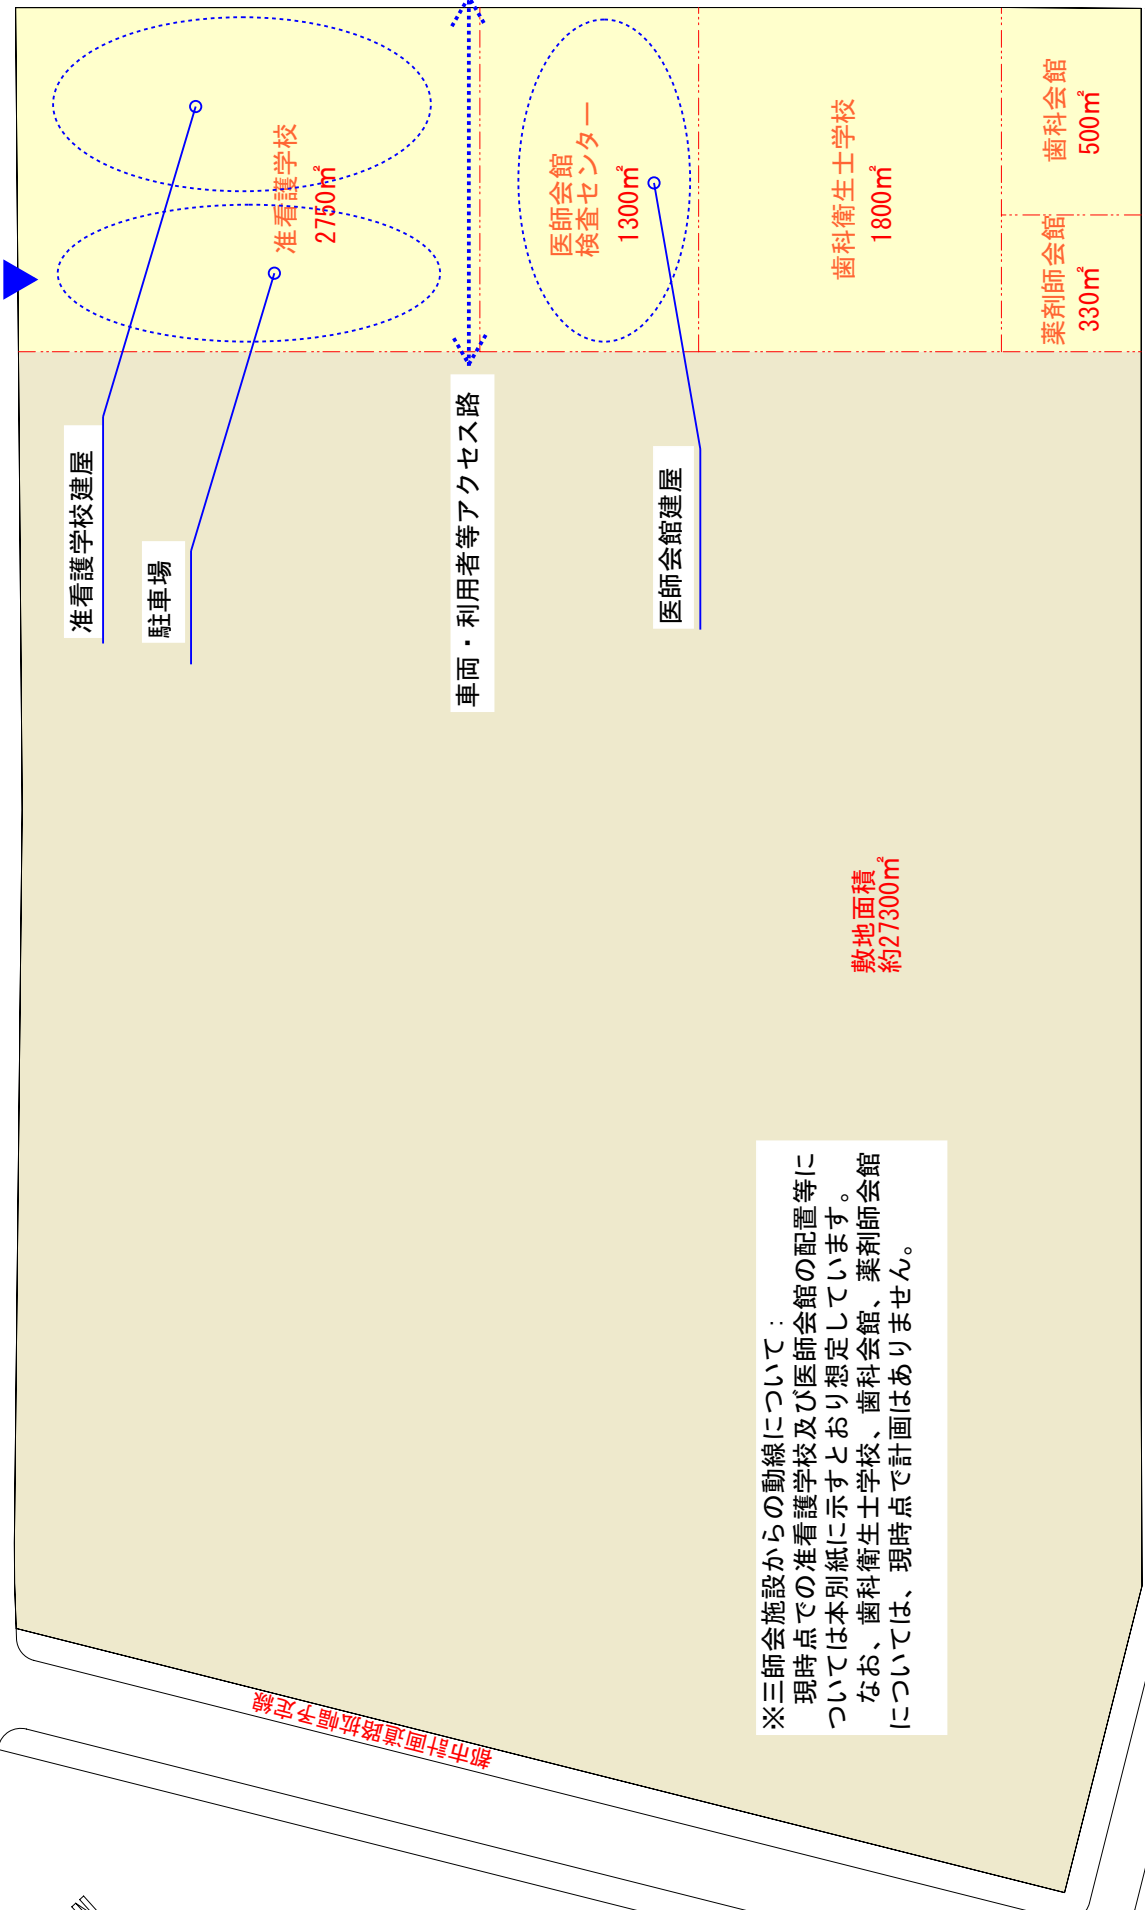 准看護学校
2750㎡
医師会館
検査センター
1300㎡
歯科衛生士学校
1800㎡
歯科会館
500㎡
薬剤師会館
330㎡
准看護学校建屋
駐車場
車両・利用者等アクセス路
医師会館建屋
敷地面積
約27300㎡
※三師会施設からの動線について：
現時点での准看護学校及び医師会館の配置等に
ついては本別紙に示すとおり想定しています。
なお、歯科衛生士学校、歯科会館、薬剤師会館
については、現時点で計画はありません。
都市計画道路拡幅予定線